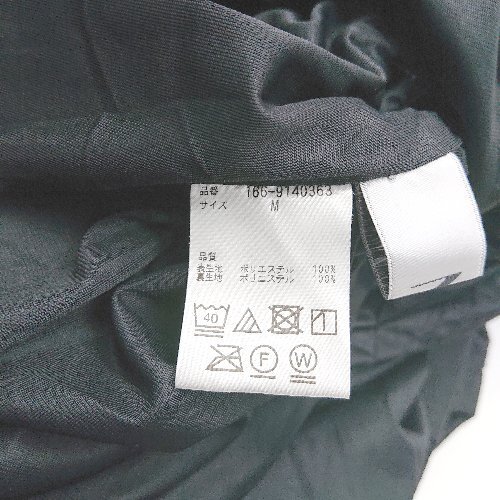 品番 166-9140363
サイズ M
品質
表生地 ポリエステル 100%
裏生地 ポリエステル 100%
40
F W